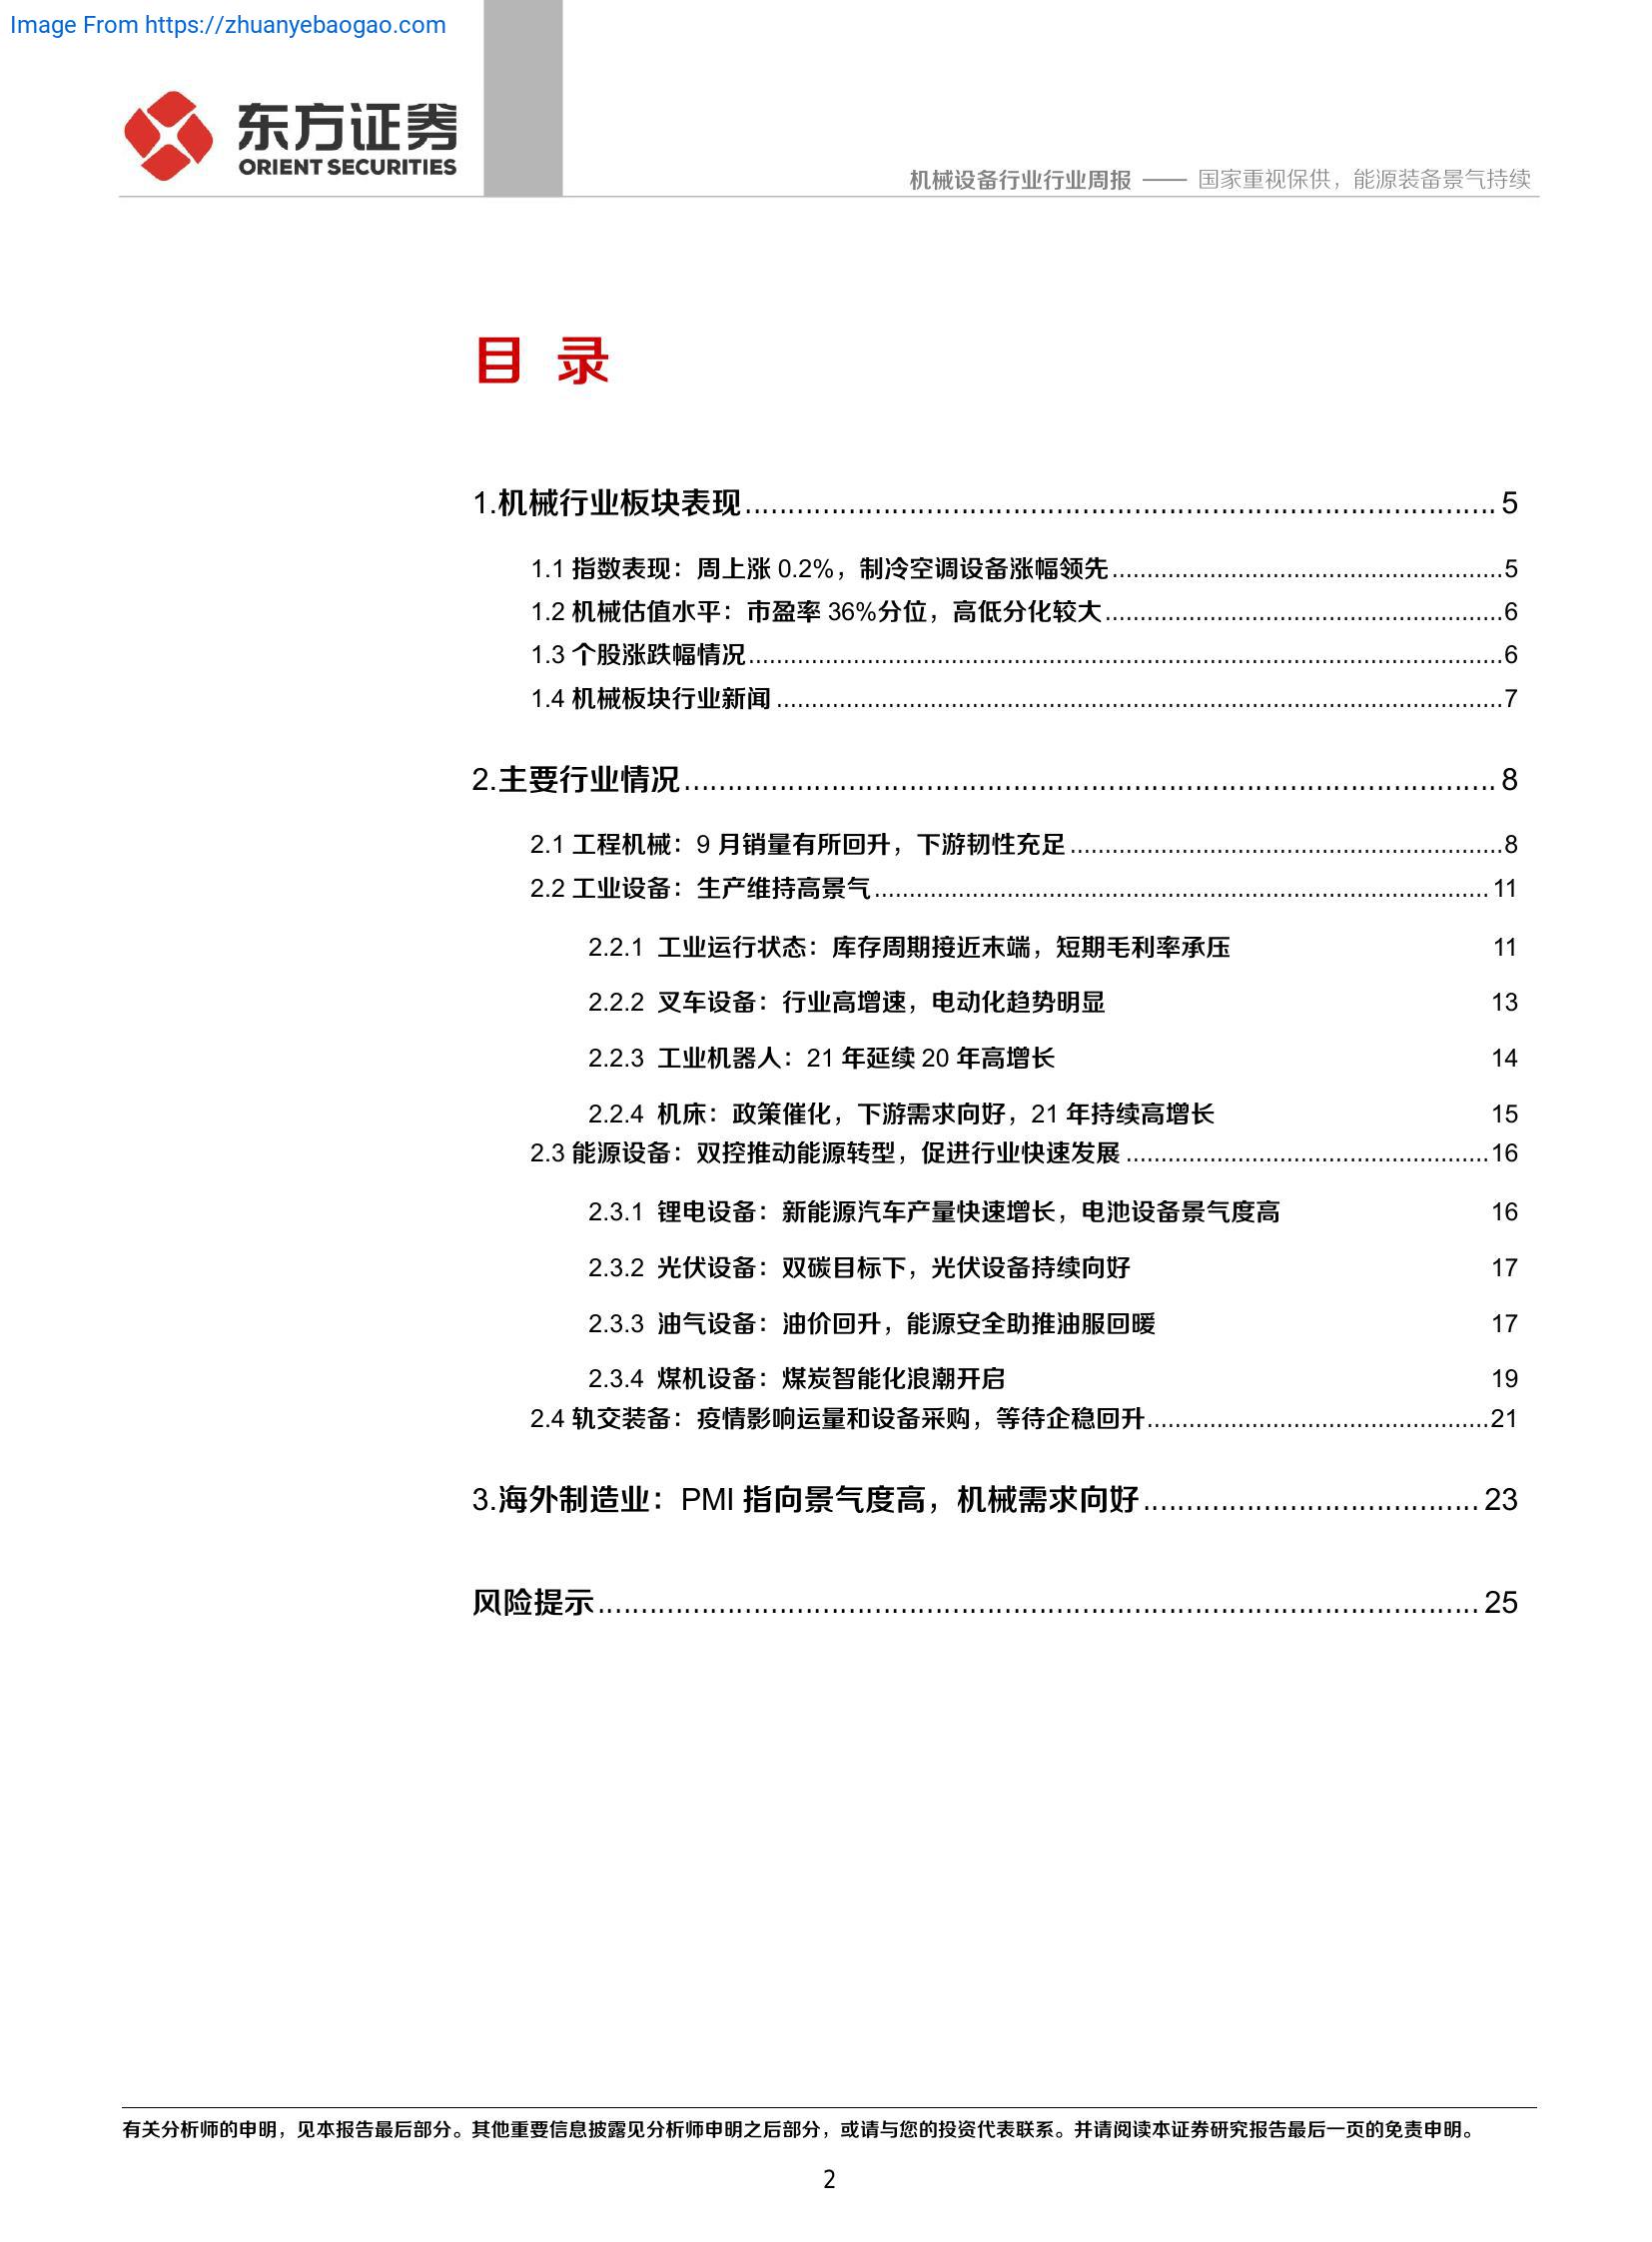 Image From https://zhuanyebaogao.com
东方证券
ORIENT SECURITIES
机械设备行业行业周报 —— 国家重视保供，能源装备景气持续
目 录
1.机械行业板块表现 5
1.1 指数表现：周上涨 0.2%，制冷空调设备涨幅领先 5
1.2 机械估值水平：市盈率 36%分位，高低分化较大 6
1.3 个股涨跌幅情况 6
1.4 机械板块行业新闻 7
2.主要行业情况 8
2.1 工程机械：9 月销量有所回升，下游韧性充足 8
2.2 工业设备：生产维持高景气 11
2.2.1 工业运行状态：库存周期接近末端，短期毛利率承压 11
2.2.2 叉车设备：行业高增速，电动化趋势明显 13
2.2.3 工业机器人：21 年延续 20 年高增长 14
2.2.4 机床：政策催化，下游需求向好，21 年持续高增长 15
2.3 能源设备：双控推动能源转型，促进行业快速发展 16
2.3.1 锂电设备：新能源汽车产量快速增长，电池设备景气度高 16
2.3.2 光伏设备：双碳目标下，光伏设备持续向好 17
2.3.3 油气设备：油价回升，能源安全助推油服回暖 17
2.3.4 煤机设备：煤炭智能化浪潮开启 19
2.4 轨交装备：疫情影响运量和设备采购，等待企稳回升 21
3.海外制造业：PMI 指向景气度高，机械需求向好 23
风险提示 25
有关分析师的申明，见本报告最后部分。其他重要信息披露见分析师申明之后部分，或请与您的投资代表联系。并请阅读本证券研究报告最后一页的免责申明。
2